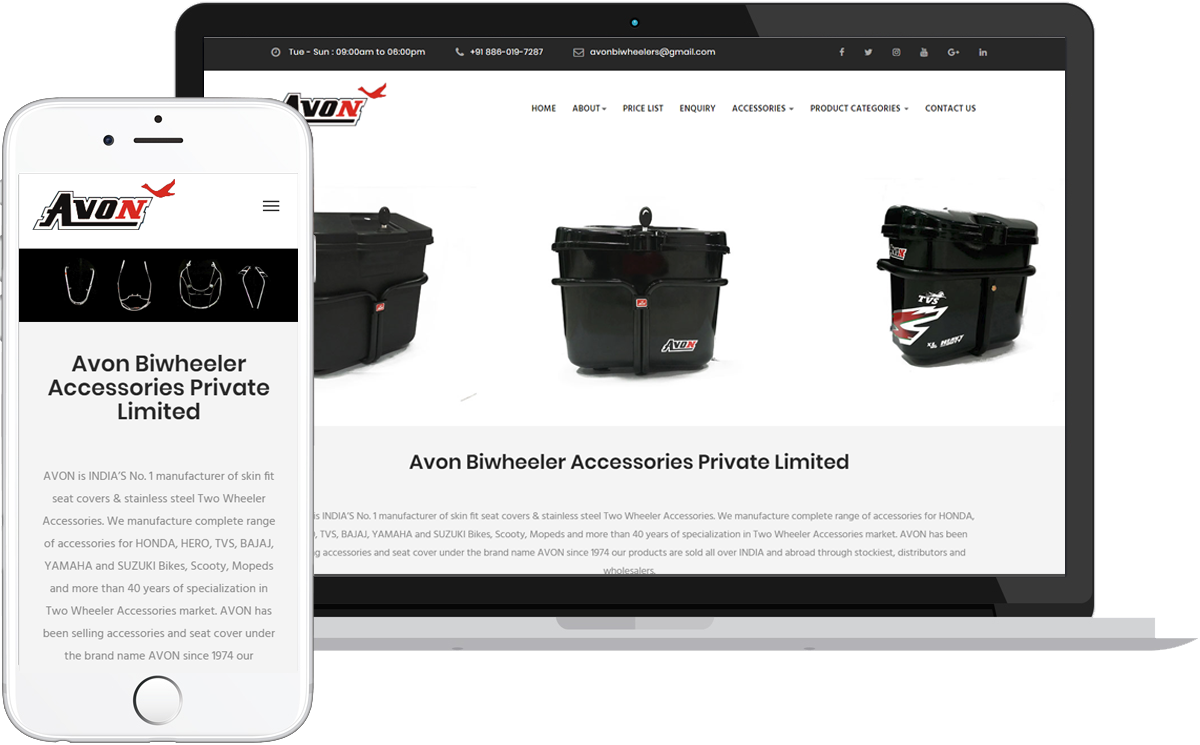 Tue - Sun : 09:00am to 06:00pm +91 886-019-7287 avonbiwheelers@gmail.com
AVON
HOME ABOUT PRICE LIST ENQUIRY ACCESSORIES PRODUCT CATEGORIES CONTACT US
AVON
AVON
TVS
XL HEAVY
Avon Biwheeler Accessories Private Limited
is INDIA'S No. 1 manufacturer of skin fit seat covers & stainless steel Two Wheeler Accessories. We manufacture complete range of accessories for HONDA,
TVS, BAJAJ, YAMAHA and SUZUKI Bikes, Scooty, Mopeds and more than 40 years of specialization in Two Wheeler Accessories market. AVON has been
accessories and seat cover under the brand name AVON since 1974 our products are sold all over INDIA and abroad through stockiest, distributors and
wholesalers.
AVON
Avon Biwheeler
Accessories Private
Limited
AVON is INDIA'S No. 1 manufacturer of skin fit
seat covers & stainless steel Two Wheeler
Accessories. We manufacture complete range
of accessories for HONDA, HERO, TVS, BAJAJ,
YAMAHA and SUZUKI Bikes, Scooty, Mopeds
and more than 40 years of specialization in
Two Wheeler Accessories market. AVON has
been selling accessories and seat cover under
the brand name AVON since 1974 our